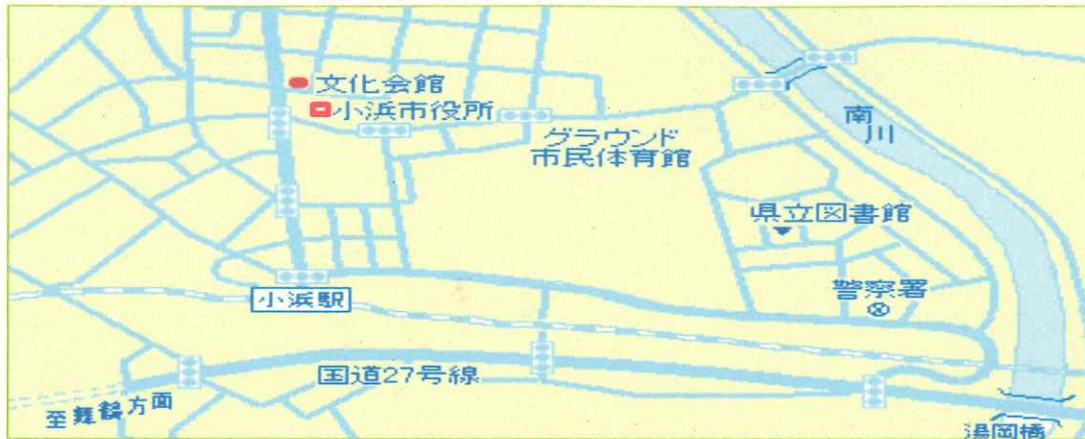 文化会館
小浜市役所
グラウンド
市民体育館
南
川
県立図書館
警察署
小浜駅
国道27号線
至舞鶴方面
湯岡橋